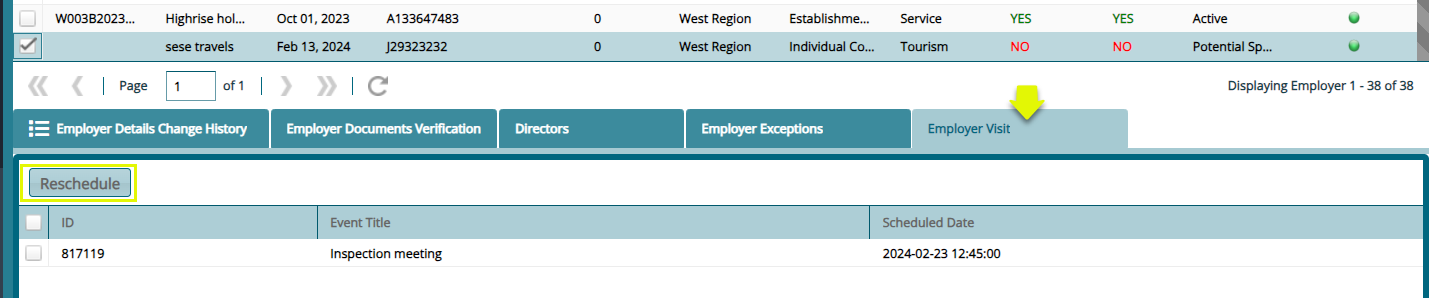 W003B2023... Highrise hol... Oct 01, 2023 A133647483 0 West Region Establishme... Service YES YES Active
sese travels Feb 13, 2024 J29323232 0 West Region Individual Co... Tourism NO NO Potential Sp...
Page 1 of 1 Displaying Employer 1 - 38 of 38
Employer Details Change History Employer Documents Verification Directors Employer Exceptions Employer Visit
Reschedule
ID Event Title Scheduled Date
817119 Inspection meeting 2024-02-23 12:45:00